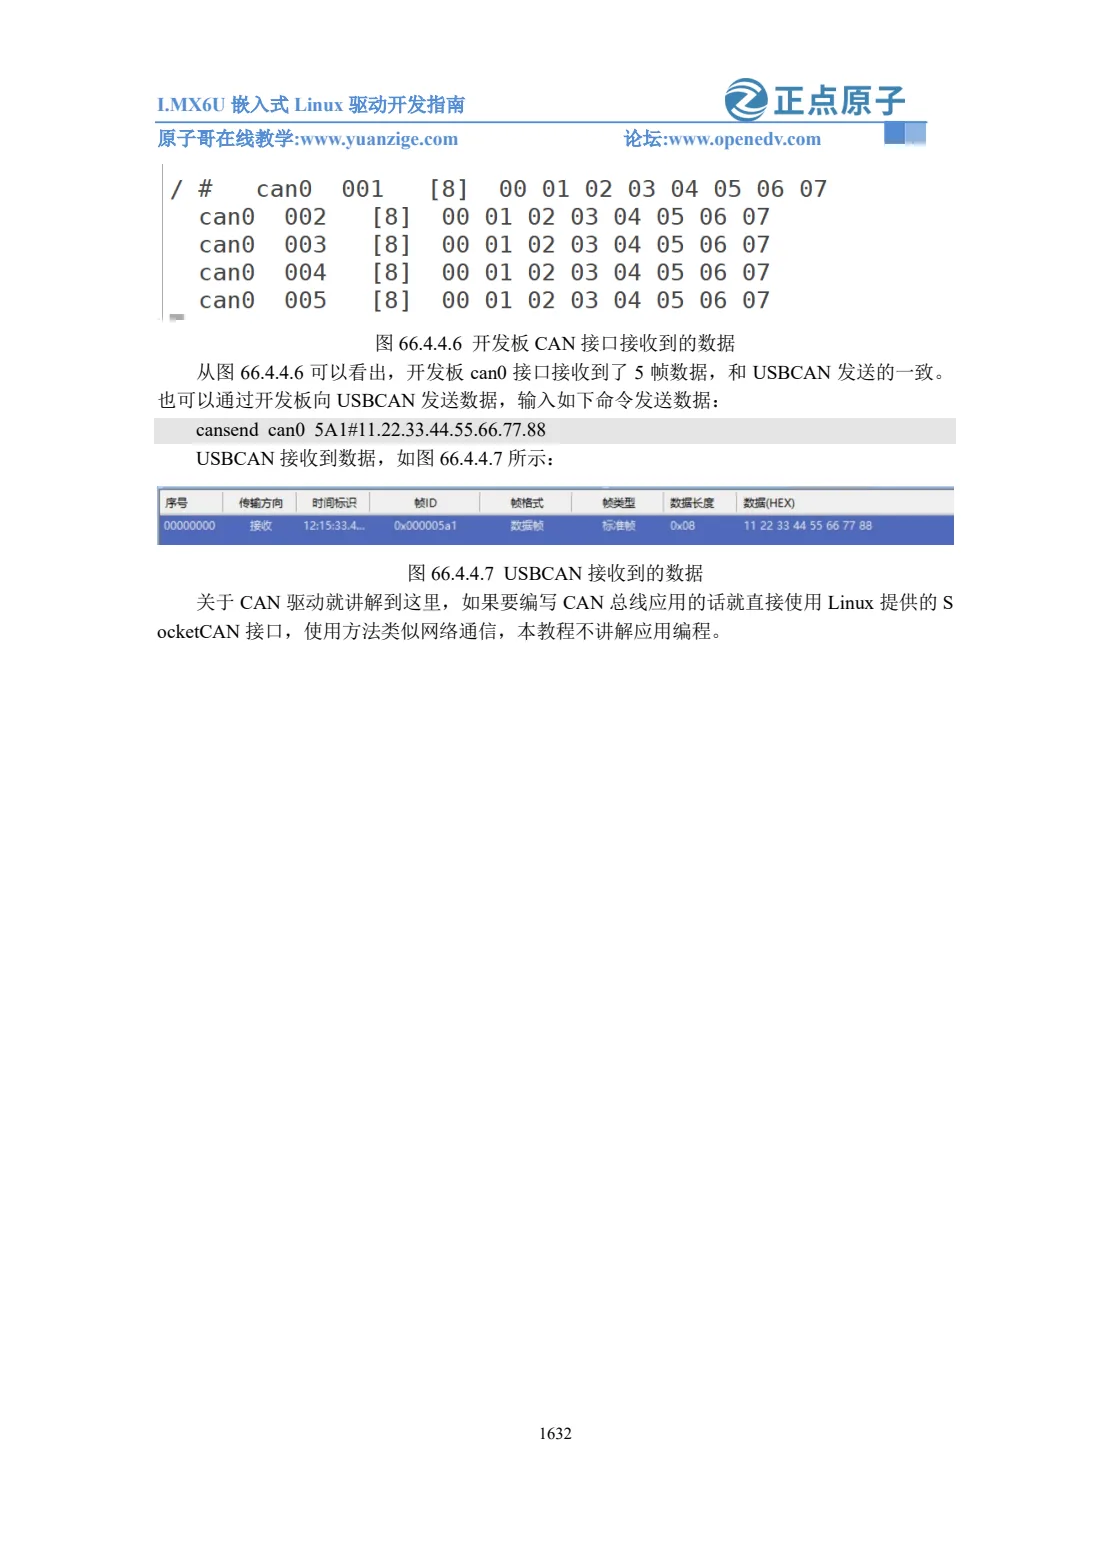 I.MX6U 嵌入式 Linux 驱动开发指南
正点原子
原子哥在线教学:www.yuanzige.com 论坛:www.openedv.com
/ # can0 001 [8] 00 01 02 03 04 05 06 07
can0 002 [8] 00 01 02 03 04 05 06 07
can0 003 [8] 00 01 02 03 04 05 06 07
can0 004 [8] 00 01 02 03 04 05 06 07
can0 005 [8] 00 01 02 03 04 05 06 07
图 66.4.4.6 开发板 CAN 接口接收到的数据
从图 66.4.4.6 可以看出，开发板 can0 接口接收到了 5 帧数据，和 USBCAN 发送的一致。
也可以通过开发板向 USBCAN 发送数据，输入如下命令发送数据：
cansend can0 5A1#11.22.33.44.55.66.77.88
USBCAN 接收到数据，如图 66.4.4.7 所示：
序号 传输方向 时间标识 帧ID 帧格式 帧类型 数据长度 数据(HEX)
00000000 接收 12:15:33.4... 0x000005a1 数据帧 标准帧 0x08 11 22 33 44 55 66 77 88
图 66.4.4.7 USBCAN 接收到的数据
关于 CAN 驱动就讲解到这里，如果要编写 CAN 总线应用的话就直接使用 Linux 提供的 S
ocketCAN 接口，使用方法类似网络通信，本教程不讲解应用编程。
1632